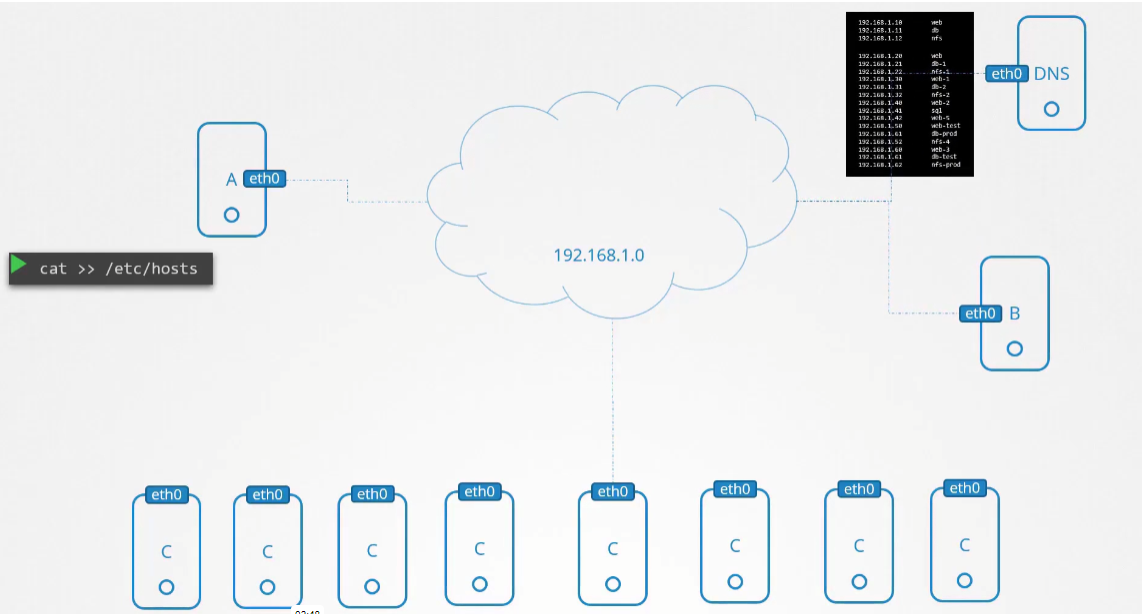 192.168.1.10 web
192.168.1.11 db
192.168.1.12 nfs
192.168.1.20 web
192.168.1.21 db-1
192.168.1.22 nfs-1
192.168.1.30 web-1
192.168.1.31 db-2
192.168.1.32 nfs-2
192.168.1.40 web-2
192.168.1.41 sql
192.168.1.42 web-5
192.168.1.50 web-test
192.168.1.61 db-prod
192.168.1.52 nfs-4
192.168.1.60 web-3
192.168.1.61 db-test
192.168.1.62 nfs-prod
eth0 DNS
A eth0
192.168.1.0
cat >> /etc/hosts
eth0 B
eth0 eth0 eth0 eth0 eth0 eth0 eth0 eth0
C C C C C C C C